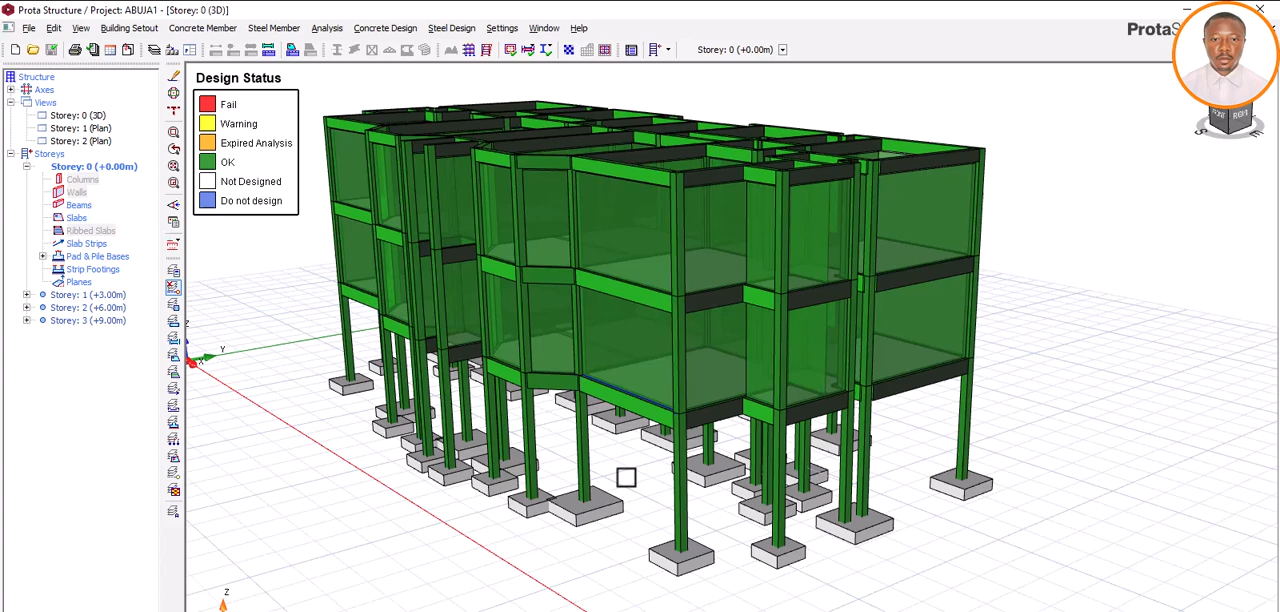 Prota Structure / Project: ABUJA1 - [Storey: 0 (3D)]
File Edit View Building Setout Concrete Member Steel Member Analysis Concrete Design Steel Design Settings Window Help
Storey: 0 (+0.00m)
Structure
Axes
Views
Storey: 0 (3D)
Storey: 1 (Plan)
Storey: 2 (Plan)
Storeys
Storey: 0 (+0.00m)
Columns
Walls
Beams
Slabs
Ribbed Slabs
Slab Strips
Pad & Pile Bases
Strip Footings
Planes
Storey: 1 (+3.00m)
Storey: 2 (+6.00m)
Storey: 3 (+9.00m)
Design Status
Fail
Warning
Expired Analysis
OK
Not Designed
Do not design
Y
X
Z